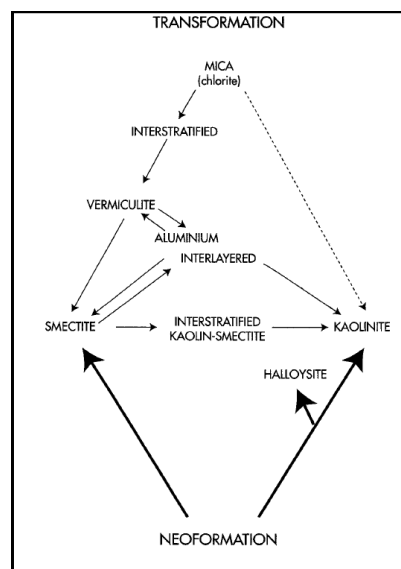 TRANSFORMATION
MICA
(chlorite)
INTERSTRATIFIED
VERMICULITE
ALUMINIUM
INTERLAYERED
SMECTITE
INTERSTRATIFIED
KAOLIN-SMECTITE
KAOLINITE
HALLOYSITE
NEOFORMATION